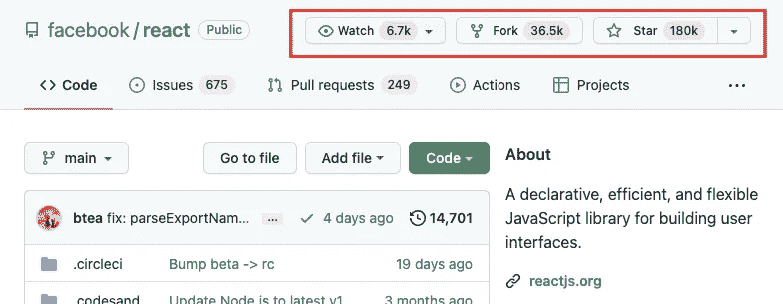 facebook / react Public Watch 6.7k Fork 36.5k Star 180k
Code Issues 675 Pull requests 249 Actions Projects
main Go to file Add file Code
About
btea fix: parseExportNam... 4 days ago 14,701
A declarative, efficient, and flexible
JavaScript library for building user
interfaces.
.circleci Bump beta -> rc 19 days ago
reactjs.org
.codesand Update Node is to latest v1 3 months ago